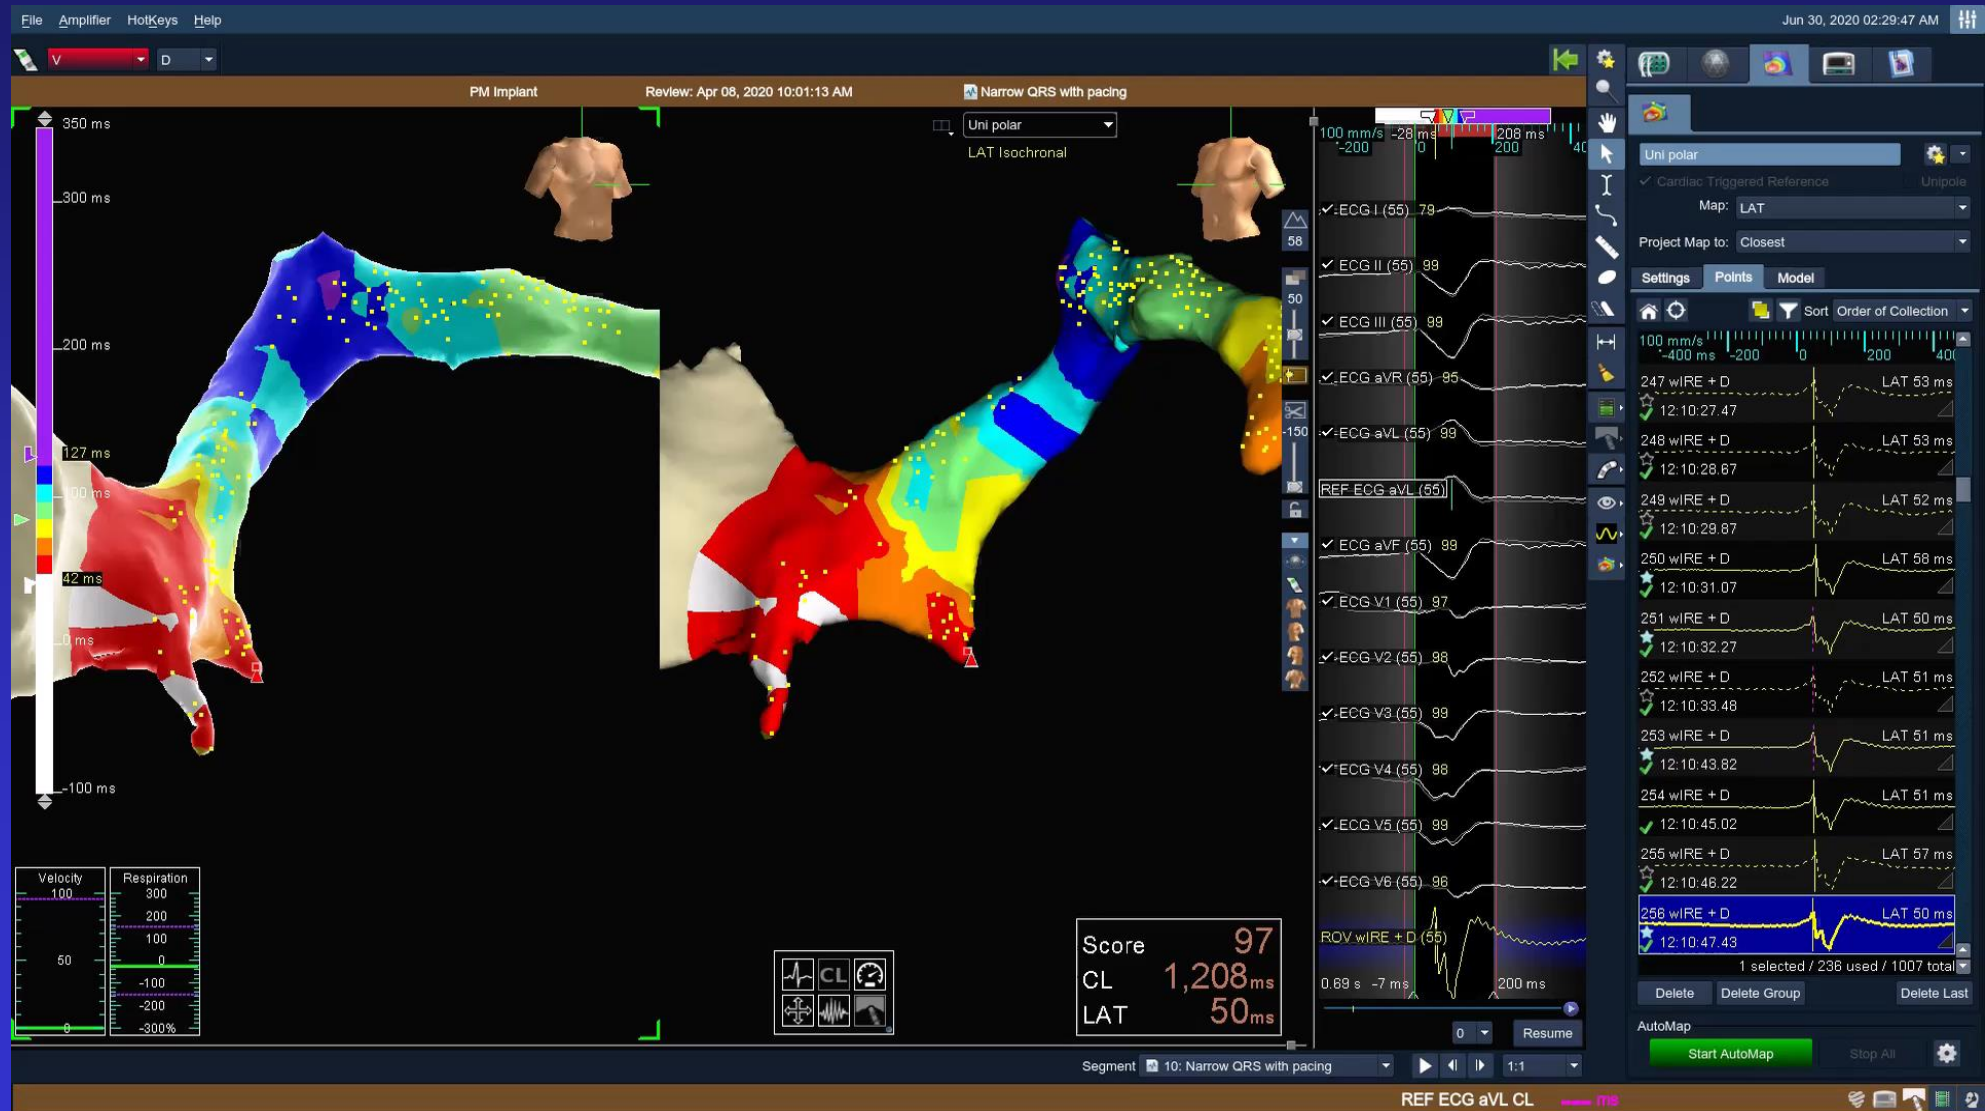 File Amplifier HotKeys Help
Jun 30, 2020 02:29:47 AM
V
D
PM Implant
Review: Apr 08, 2020 10:01:13 AM
Narrow QRS with pacing
350 ms
300 ms
200 ms
127 ms
100 ms
42 ms
0 ms
-100 ms
Uni polar
LAT Isochronal
58
50
-150
100 mm/s -28 ms 208 ms
-200 0 200 40
ECG I (55) 79
ECG II (55) 99
ECG III (55) 99
ECG aVR (55) 95
ECG aVL (55) 99
REF ECG aVL (55)
ECG aVF (55) 99
ECG V1 (55) 97
ECG V2 (55) 98
ECG V3 (55) 99
ECG V4 (55) 98
ECG V5 (55) 99
ECG V6 (55) 96
ROV wIRE + D (55)
0.69 s -7 ms 200 ms
0
Resume
Velocity
100
50
0
Respiration
300
200
100
0
-100
-200
-300%
CL
Score 97
CL 1,208 ms
LAT 50 ms
Segment 10: Narrow QRS with pacing
1:1
REF ECG aVL CL ms
Uni polar
Cardiac Triggered Reference Unipole
Map: LAT
Project Map to: Closest
Settings Points Model
Sort Order of Collection
100 mm/s
-400 ms -200 0 200 400
247 wIRE + D LAT 53 ms
12:10:27.47
248 wIRE + D LAT 53 ms
12:10:28.67
249 wIRE + D LAT 52 ms
12:10:29.87
250 wIRE + D LAT 58 ms
12:10:31.07
251 wIRE + D LAT 50 ms
12:10:32.27
252 wIRE + D LAT 51 ms
12:10:33.48
253 wIRE + D LAT 51 ms
12:10:43.82
254 wIRE + D LAT 51 ms
12:10:45.02
255 wIRE + D LAT 57 ms
12:10:46.22
256 wIRE + D LAT 50 ms
12:10:47.43
1 selected / 236 used / 1007 total
Delete Delete Group Delete Last
AutoMap
Start AutoMap Stop All